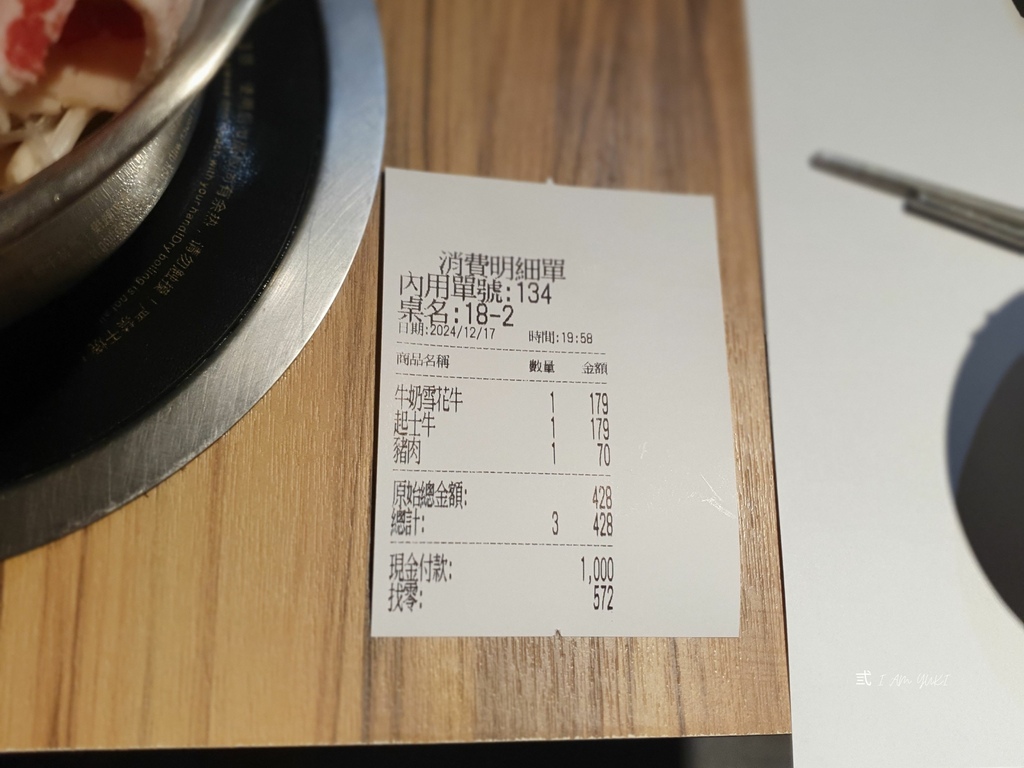 消費明細單
內用單號:134
桌名:18-2
日期:2024/12/17 時間:19:58
商品名稱 數量 金額
牛奶雪花牛 1 179
起士牛 1 179
豬肉 1 70
原始總金額: 428
總計: 3 428
現金付款: 1,000
找零: 572
弎 I AM YUKI